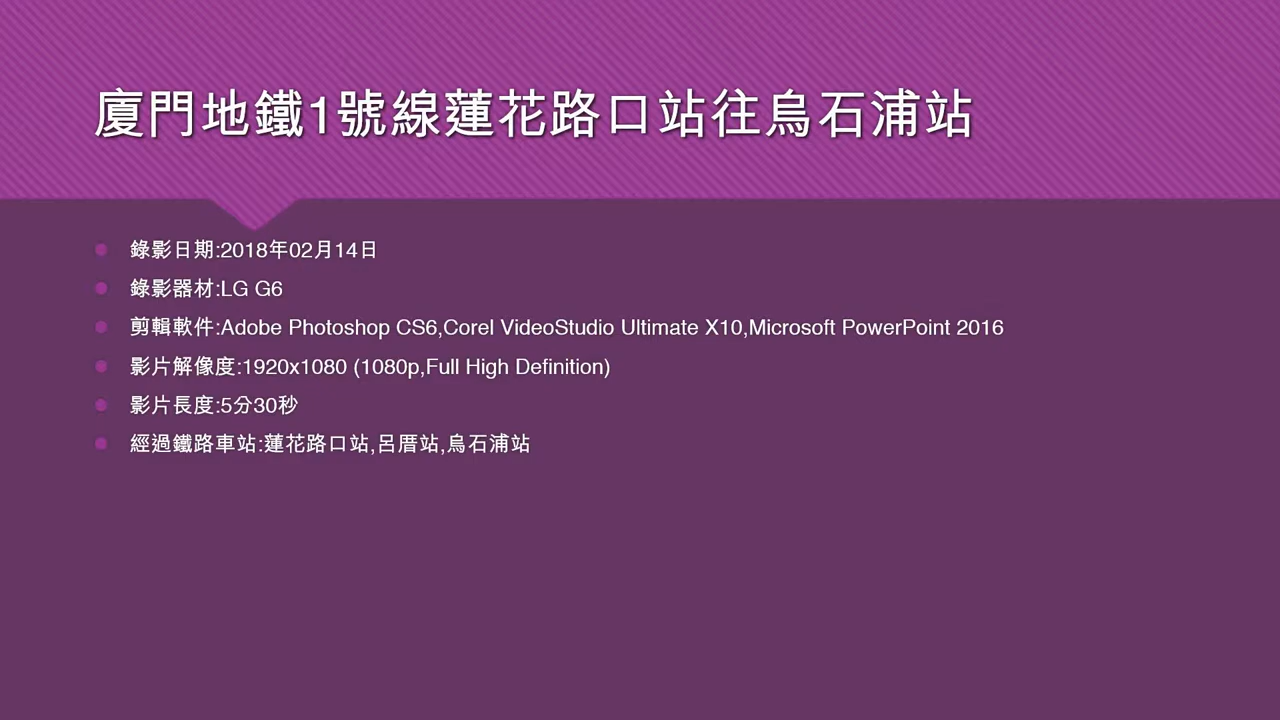 廈門地鐵1號線蓮花路口站往烏石浦站
錄影日期:2018年02月14日
錄影器材:LG G6
剪輯軟件:Adobe Photoshop CS6,Corel VideoStudio Ultimate X10,Microsoft PowerPoint 2016
影片解像度:1920x1080 (1080p,Full High Definition)
影片長度:5分30秒
經過鐵路車站:蓮花路口站,呂厝站,烏石浦站